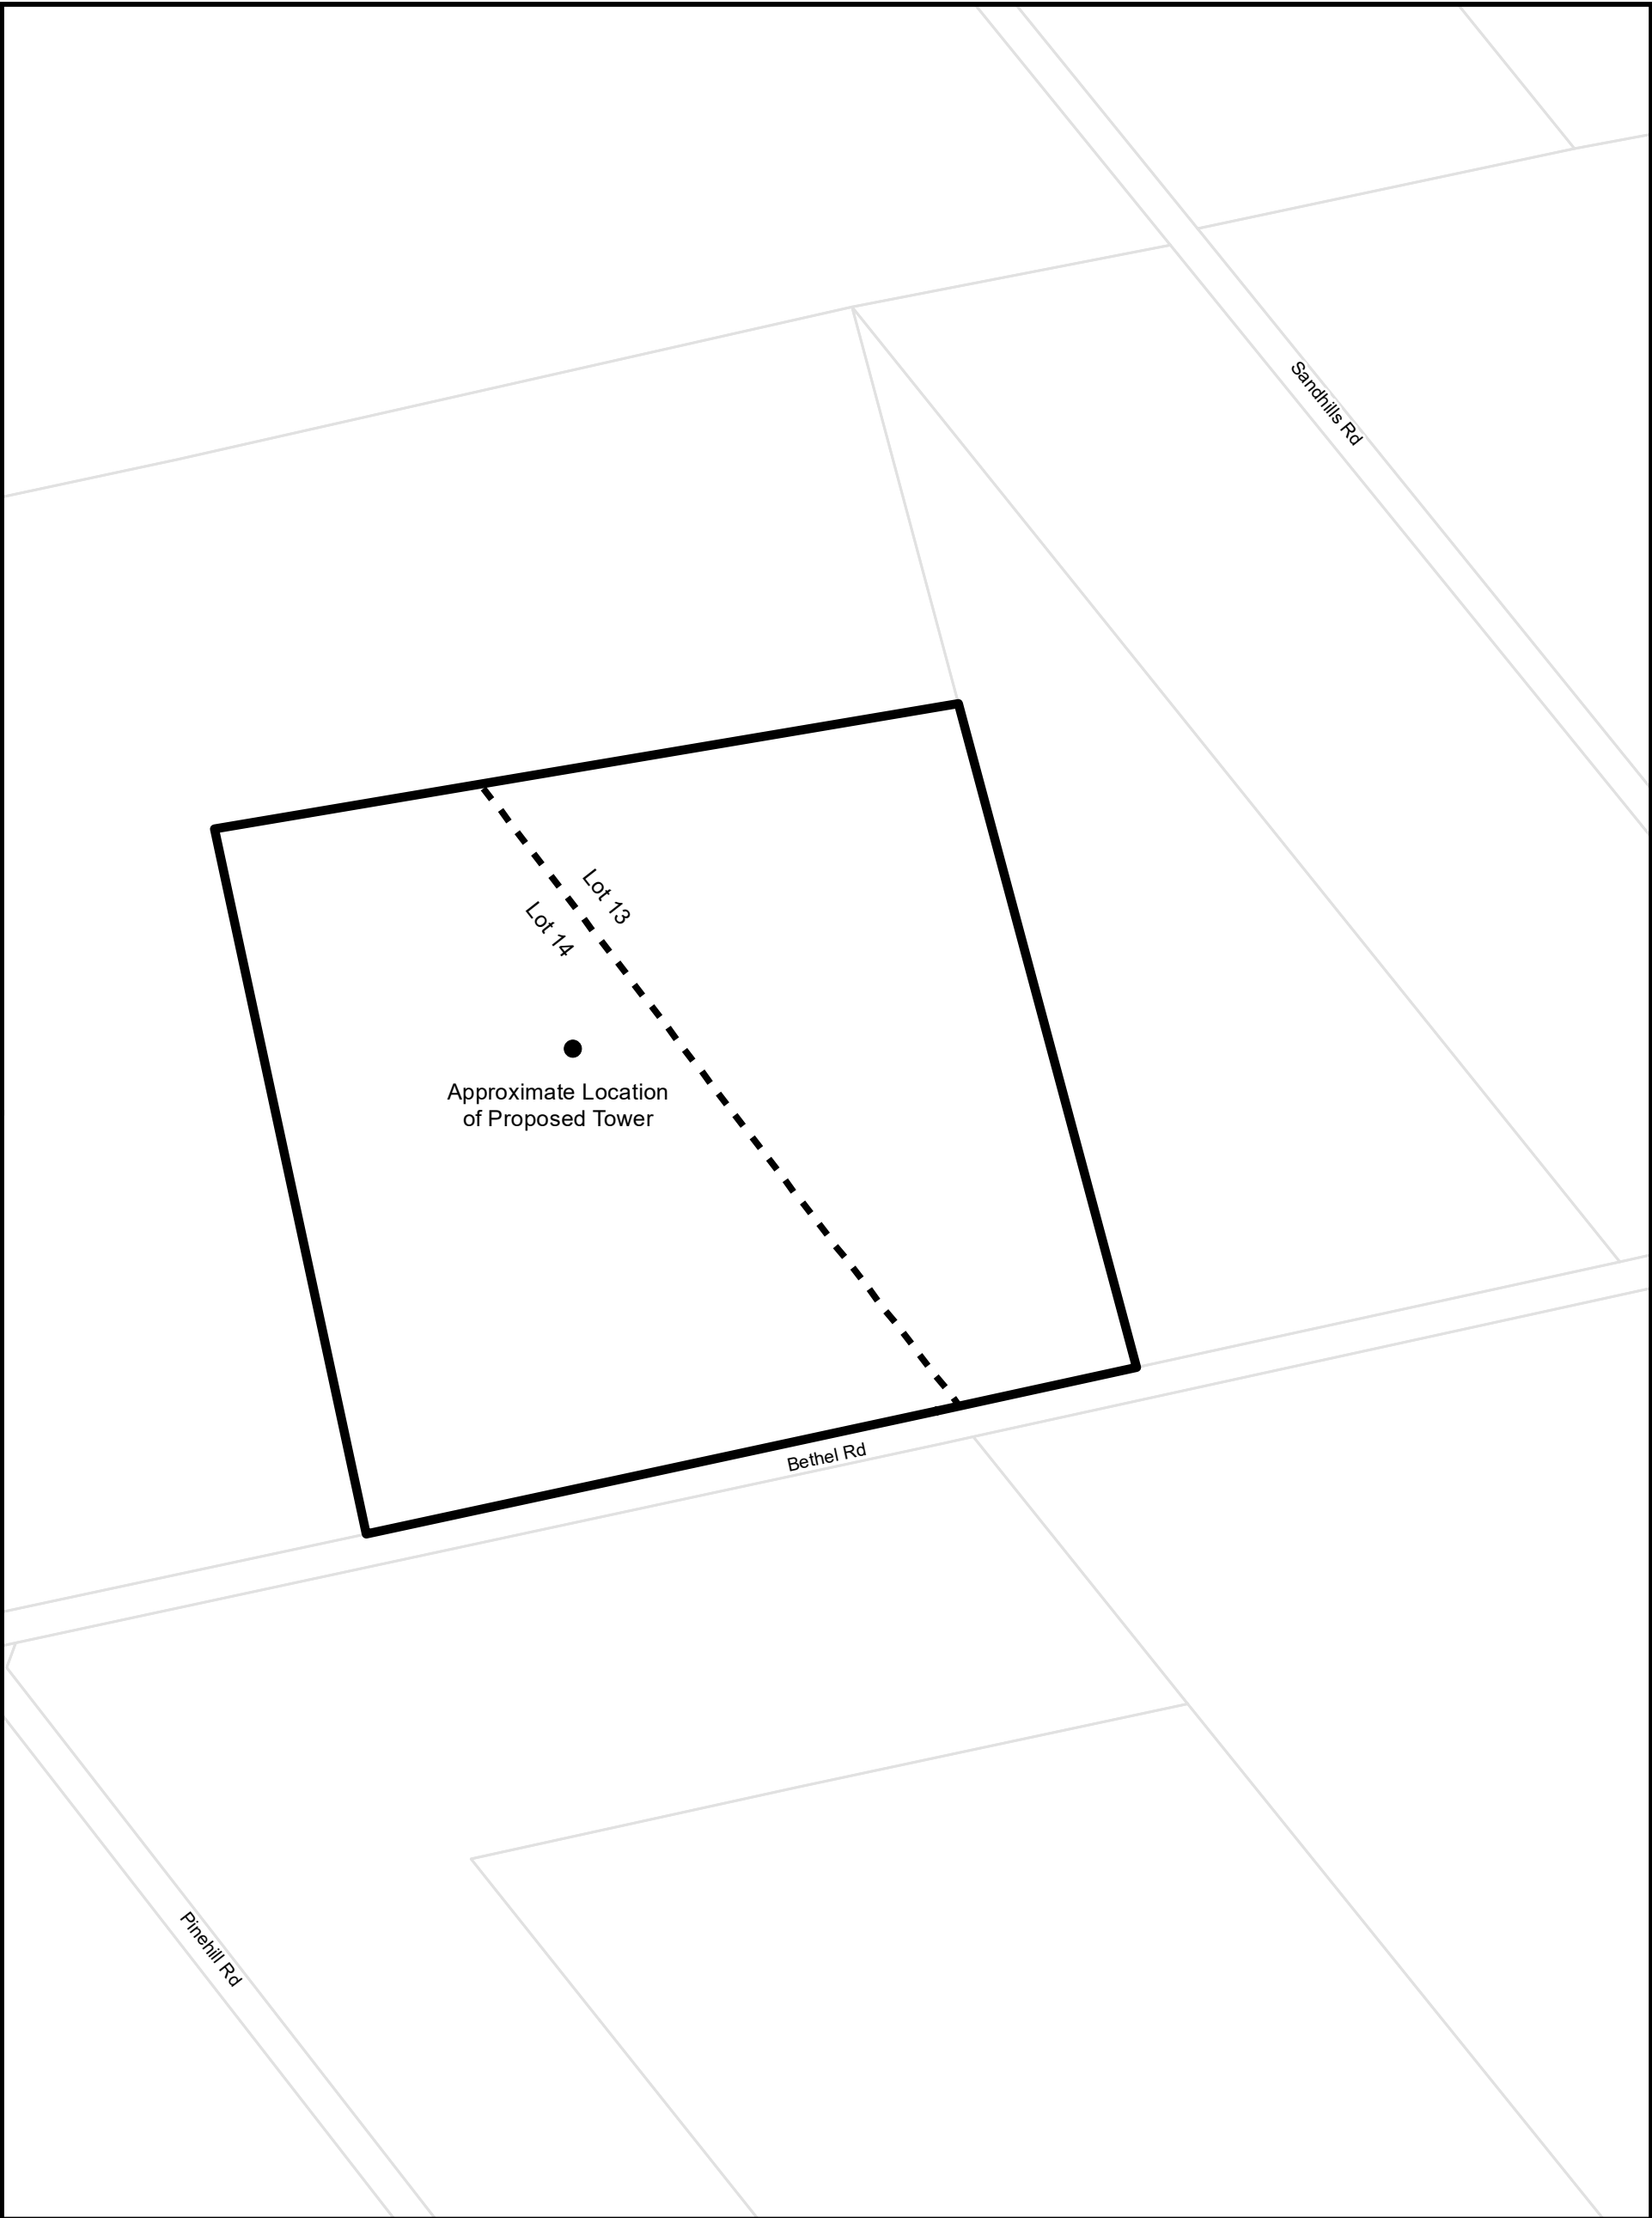 Sandhills Rd
Lot 13
Lot 14
Approximate Location
of Proposed Tower
Bethel Rd
Pinehill Rd